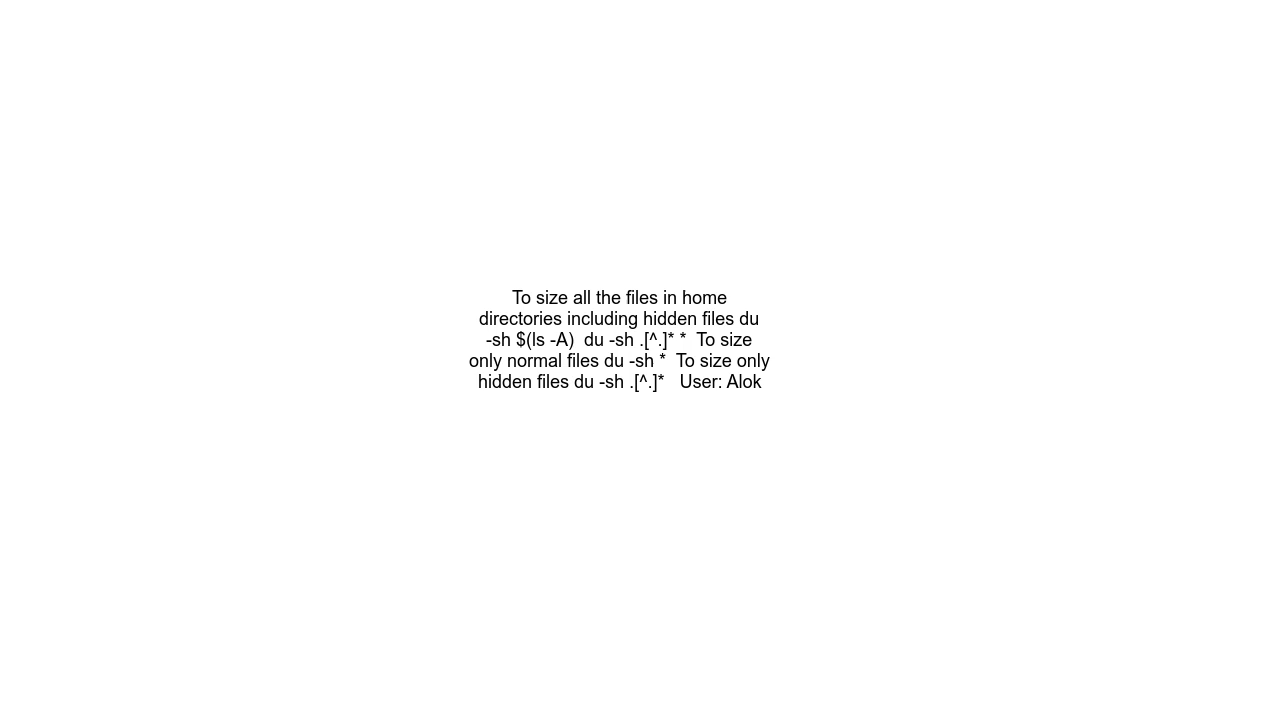 To size all the files in home
directories including hidden files du
-sh $(ls -A)  du -sh .[^.]* *  To size
only normal files du -sh *  To size only
hidden files du -sh .[^.]*   User: Alok